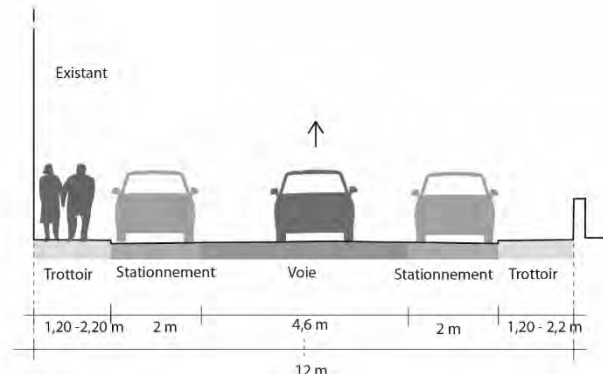 Existant
Trottoir Stationnement Voie Stationnement Trottoir
1,20 -2,20 m 2 m 4,6 m 2 m 1,20 - 2,2 m
12 m